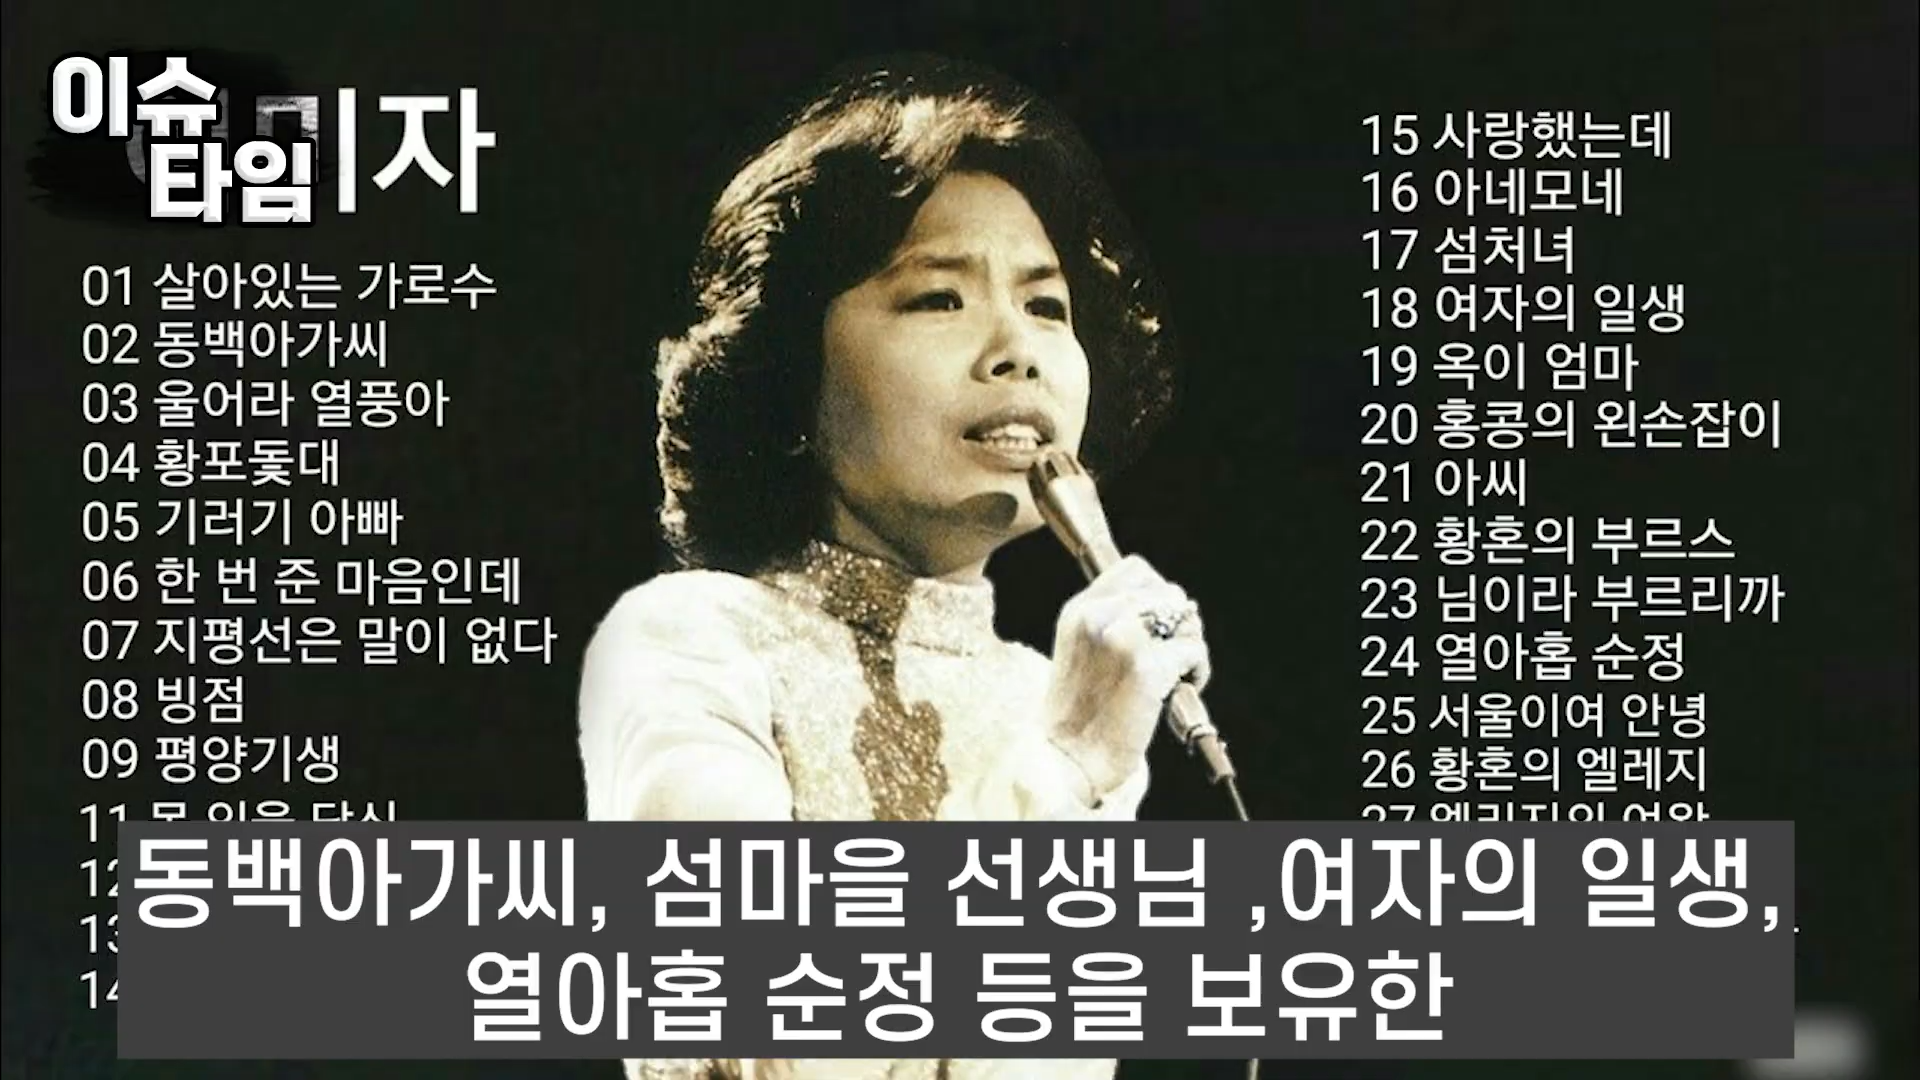 이슈
타임
미자
01 살아있는 가로수
02 동백아가씨
03 울어라 열풍아
04 황포돛대
05 기러기 아빠
06 한 번 준 마음인데
07 지평선은 말이 없다
08 빙점
09 평양기생
11
12
13
14
15 사랑했는데
16 아네모네
17 섬처녀
18 여자의 일생
19 옥이 엄마
20 홍콩의 왼손잡이
21 아씨
22 황혼의 부르스
23 님이라 부르리까
24 열아홉 순정
25 서울이여 안녕
26 황혼의 엘레지
27
동백아가씨, 섬마을 선생님 ,여자의 일생,
열아홉 순정 등을 보유한